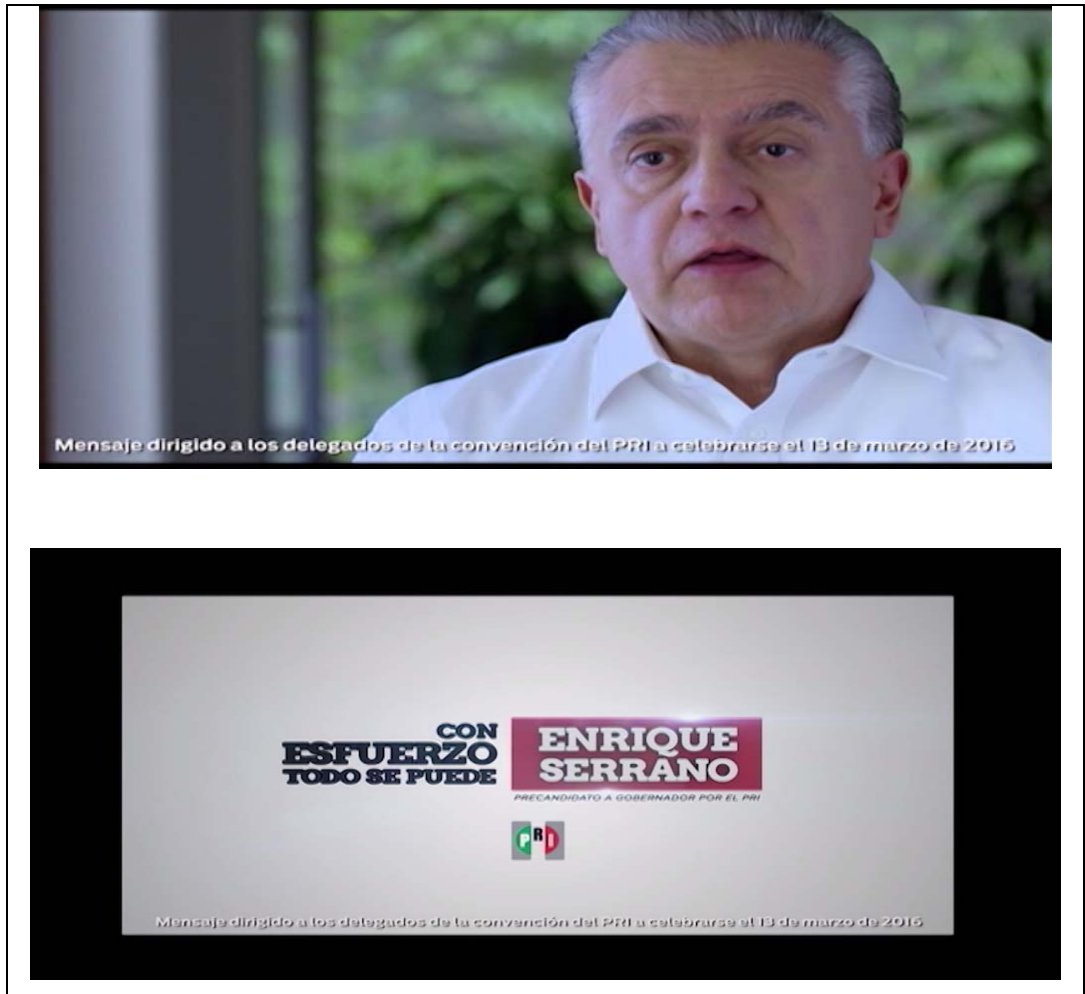 Mensaje dirigido a los delegados de la convención del PRI a celebrarse el 13 de marzo de 2016
CON
ESFUERZO
TODO SE PUEDE
ENRIQUE
SERRANO
PRECANDIDATO A GOBERNADOR POR EL PRI
PRI
Mensaje dirigido a los delegados de la convención del PRI a celebrarse el 13 de marzo de 2016